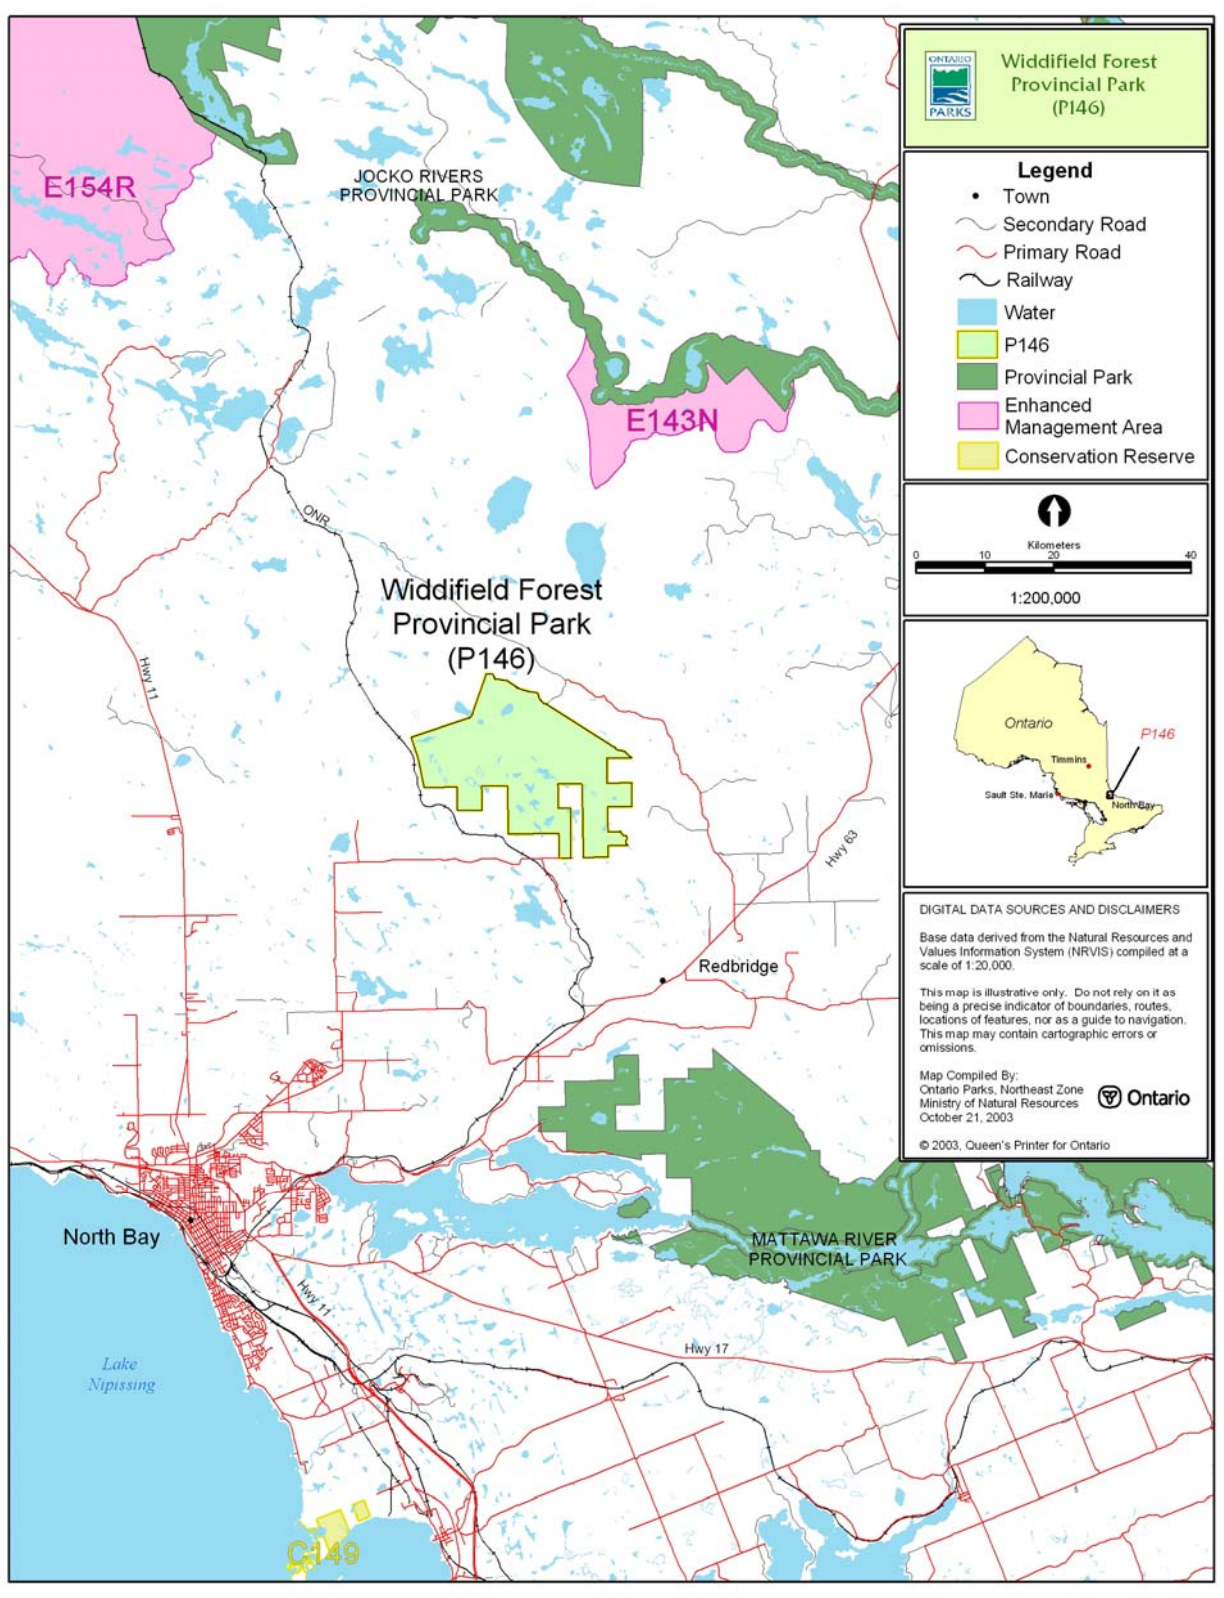 E154R
JOCKO RIVERS
PROVINCIAL PARK
E143N
ONR
Widdifield Forest
Provincial Park
(P146)
Hwy 11
Hwy 63
Redbridge
North Bay
MATTAWA RIVER
PROVINCIAL PARK
Hwy 11
Hwy 17
Lake
Nipissing
C149
ONTARIO
PARKS
Widdifield Forest
Provincial Park
(P146)
Legend
Town
Secondary Road
Primary Road
Railway
Water
P146
Provincial Park
Enhanced
Management Area
Conservation Reserve
Kilometers
0 10 20 40
1:200,000
Ontario
P146
Timmins
Sault Ste. Marie
North Bay
DIGITAL DATA SOURCES AND DISCLAIMERS
Base data derived from the Natural Resources and
Values Information System (NRVIS) compiled at a
scale of 1:20,000.
This map is illustrative only. Do not rely on it as
being a precise indicator of boundaries, routes,
locations of features, nor as a guide to navigation.
This map may contain cartographic errors or
omissions.
Map Compiled By:
Ontario Parks, Northeast Zone
Ministry of Natural Resources
October 21, 2003
Ontario
© 2003, Queen's Printer for Ontario